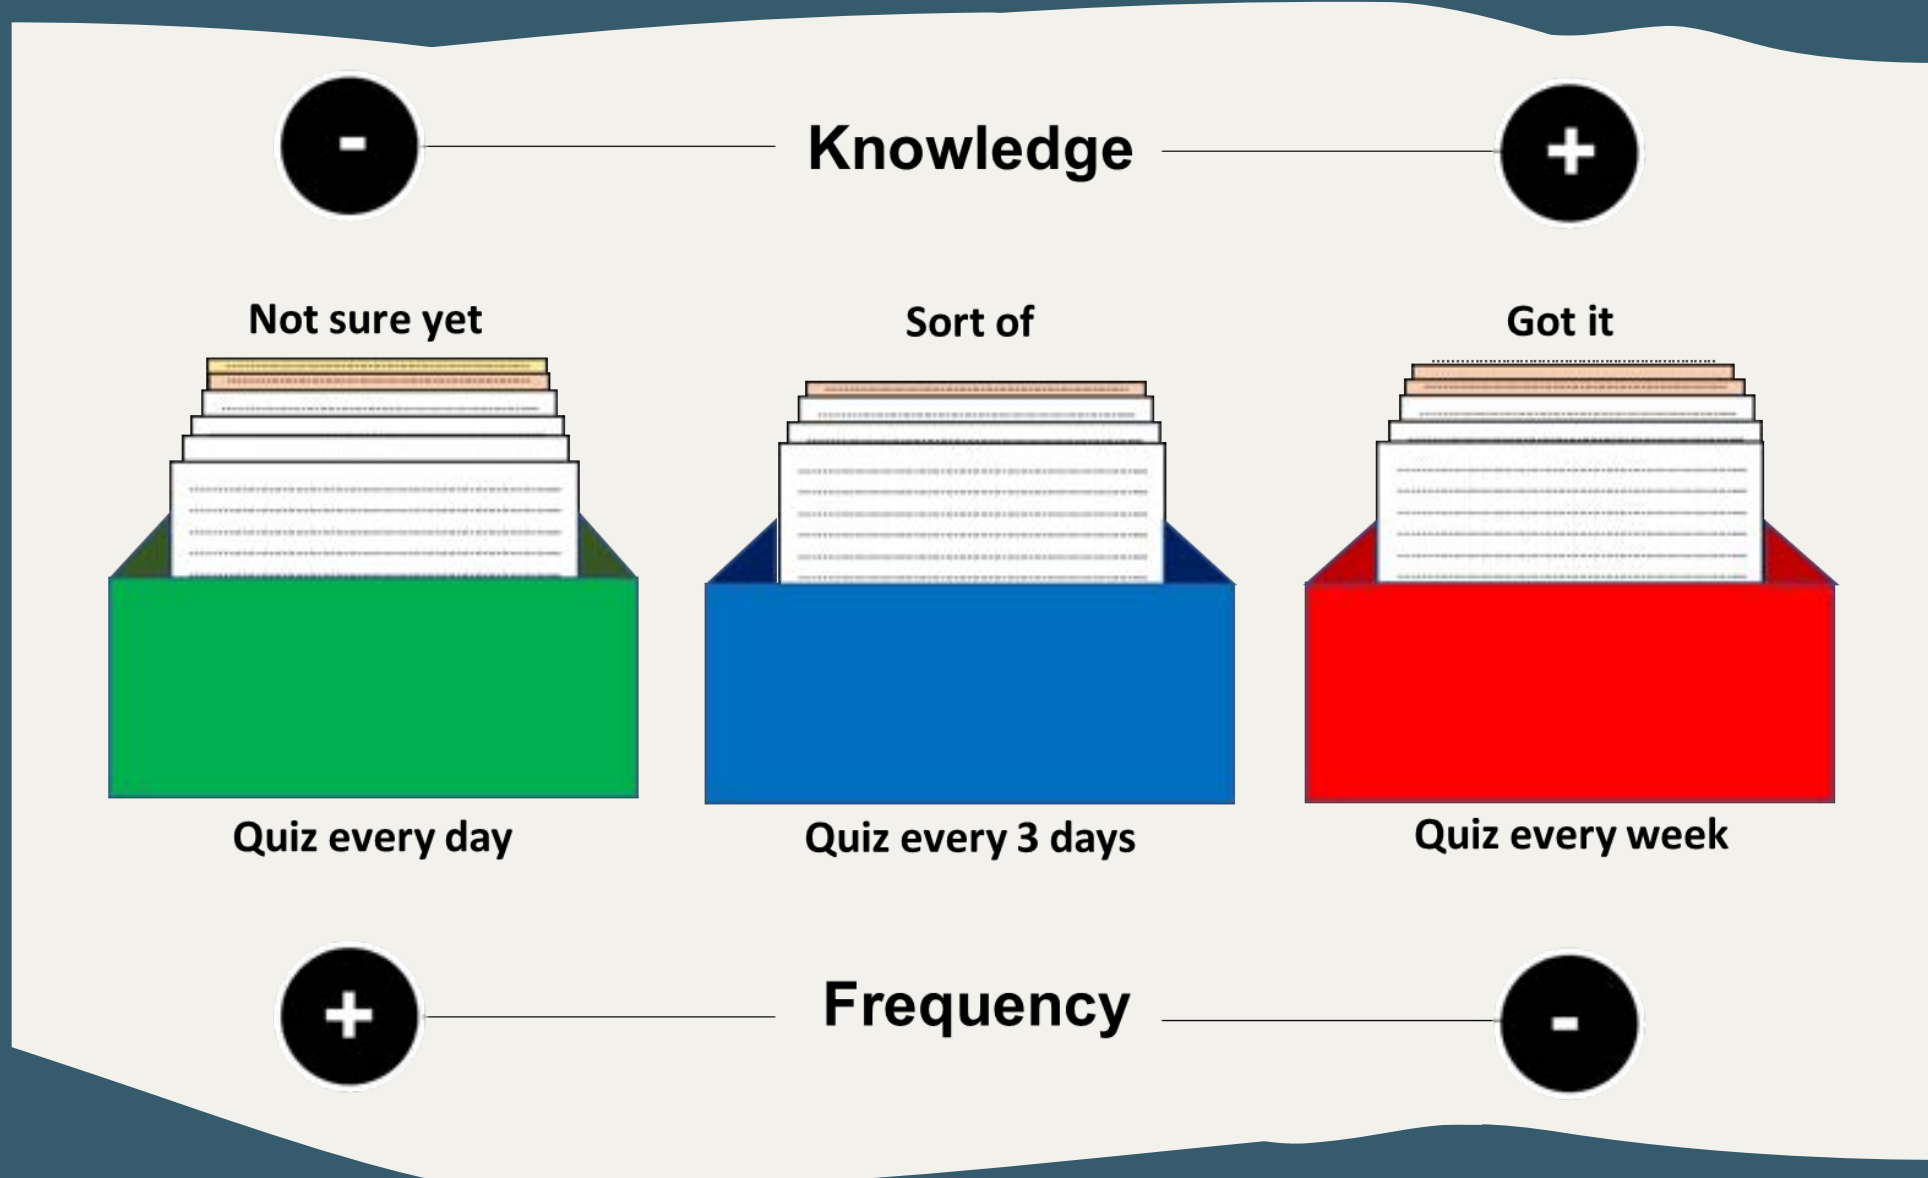 -
Knowledge
+
Not sure yet
Sort of
Got it
Quiz every day
Quiz every 3 days
Quiz every week
+
Frequency
-